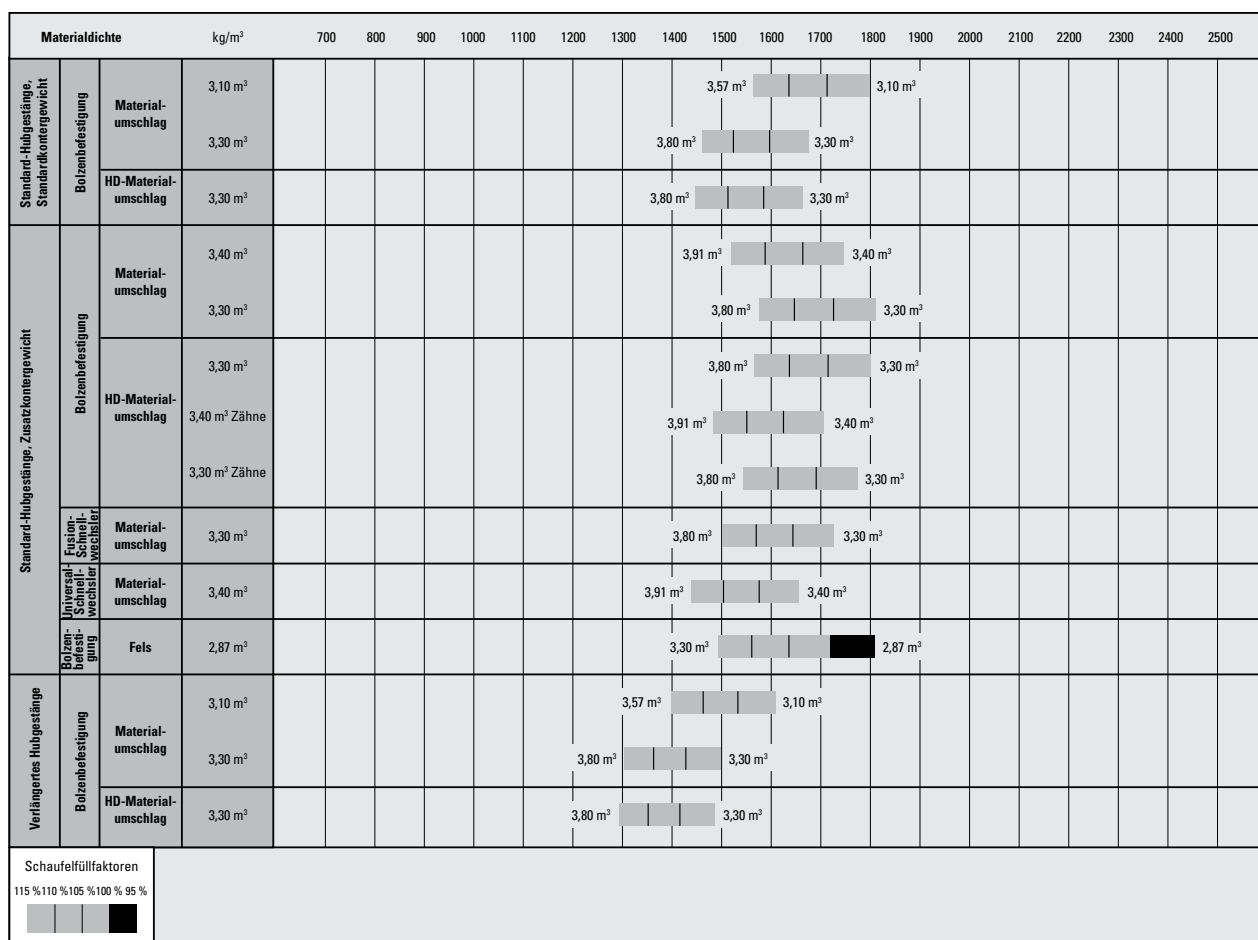 Materialdichte kg/m³ 700 800 900 1000 1100 1200 1300 1400 1500 1600 1700 1800 1900 2000 2100 2200 2300 2400 2500
Standard-Hubgestänge,
Standardkontergewicht
Bolzenbefestigung
Material-
umschlag
3,10 m³ 3,57 m³ 3,10 m³
3,30 m³ 3,80 m³ 3,30 m³
HD-Material-
umschlag
3,30 m³ 3,80 m³ 3,30 m³
Standard-Hubgestänge, Zusatzkontergewicht
Bolzenbefestigung
Material-
umschlag
3,40 m³ 3,91 m³ 3,40 m³
3,30 m³ 3,80 m³ 3,30 m³
HD-Material-
umschlag
3,30 m³ 3,80 m³ 3,30 m³
3,40 m³ Zähne 3,91 m³ 3,40 m³
3,30 m³ Zähne 3,80 m³ 3,30 m³
Fusion-
Schnell-
wechsler
Material-
umschlag
3,30 m³ 3,80 m³ 3,30 m³
Universal-
Schnell-
wechsler
Material-
umschlag
3,40 m³ 3,91 m³ 3,40 m³
Bolzen-
befesti-
gung
Fels 2,87 m³ 3,30 m³ 2,87 m³
Verlängertes Hubgestänge
Bolzenbefestigung
Material-
umschlag
3,10 m³ 3,57 m³ 3,10 m³
3,30 m³ 3,80 m³ 3,30 m³
HD-Material-
umschlag
3,30 m³ 3,80 m³ 3,30 m³
Schaufelfüllfaktoren
115 % 110 % 105 % 100 % 95 %